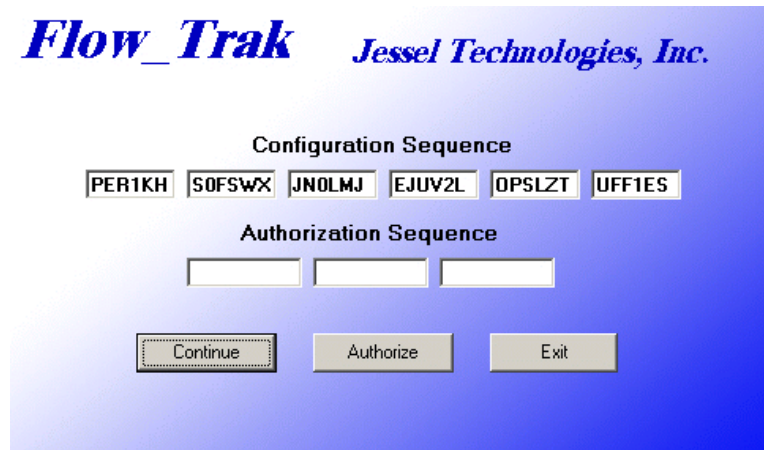 Flow_Trak Jessel Technologies, Inc.
Configuration Sequence
PER1KH S0FSWX JN0LMJ EJUV2L OPSLZT UFF1ES
Authorization Sequence
Continue Authorize Exit